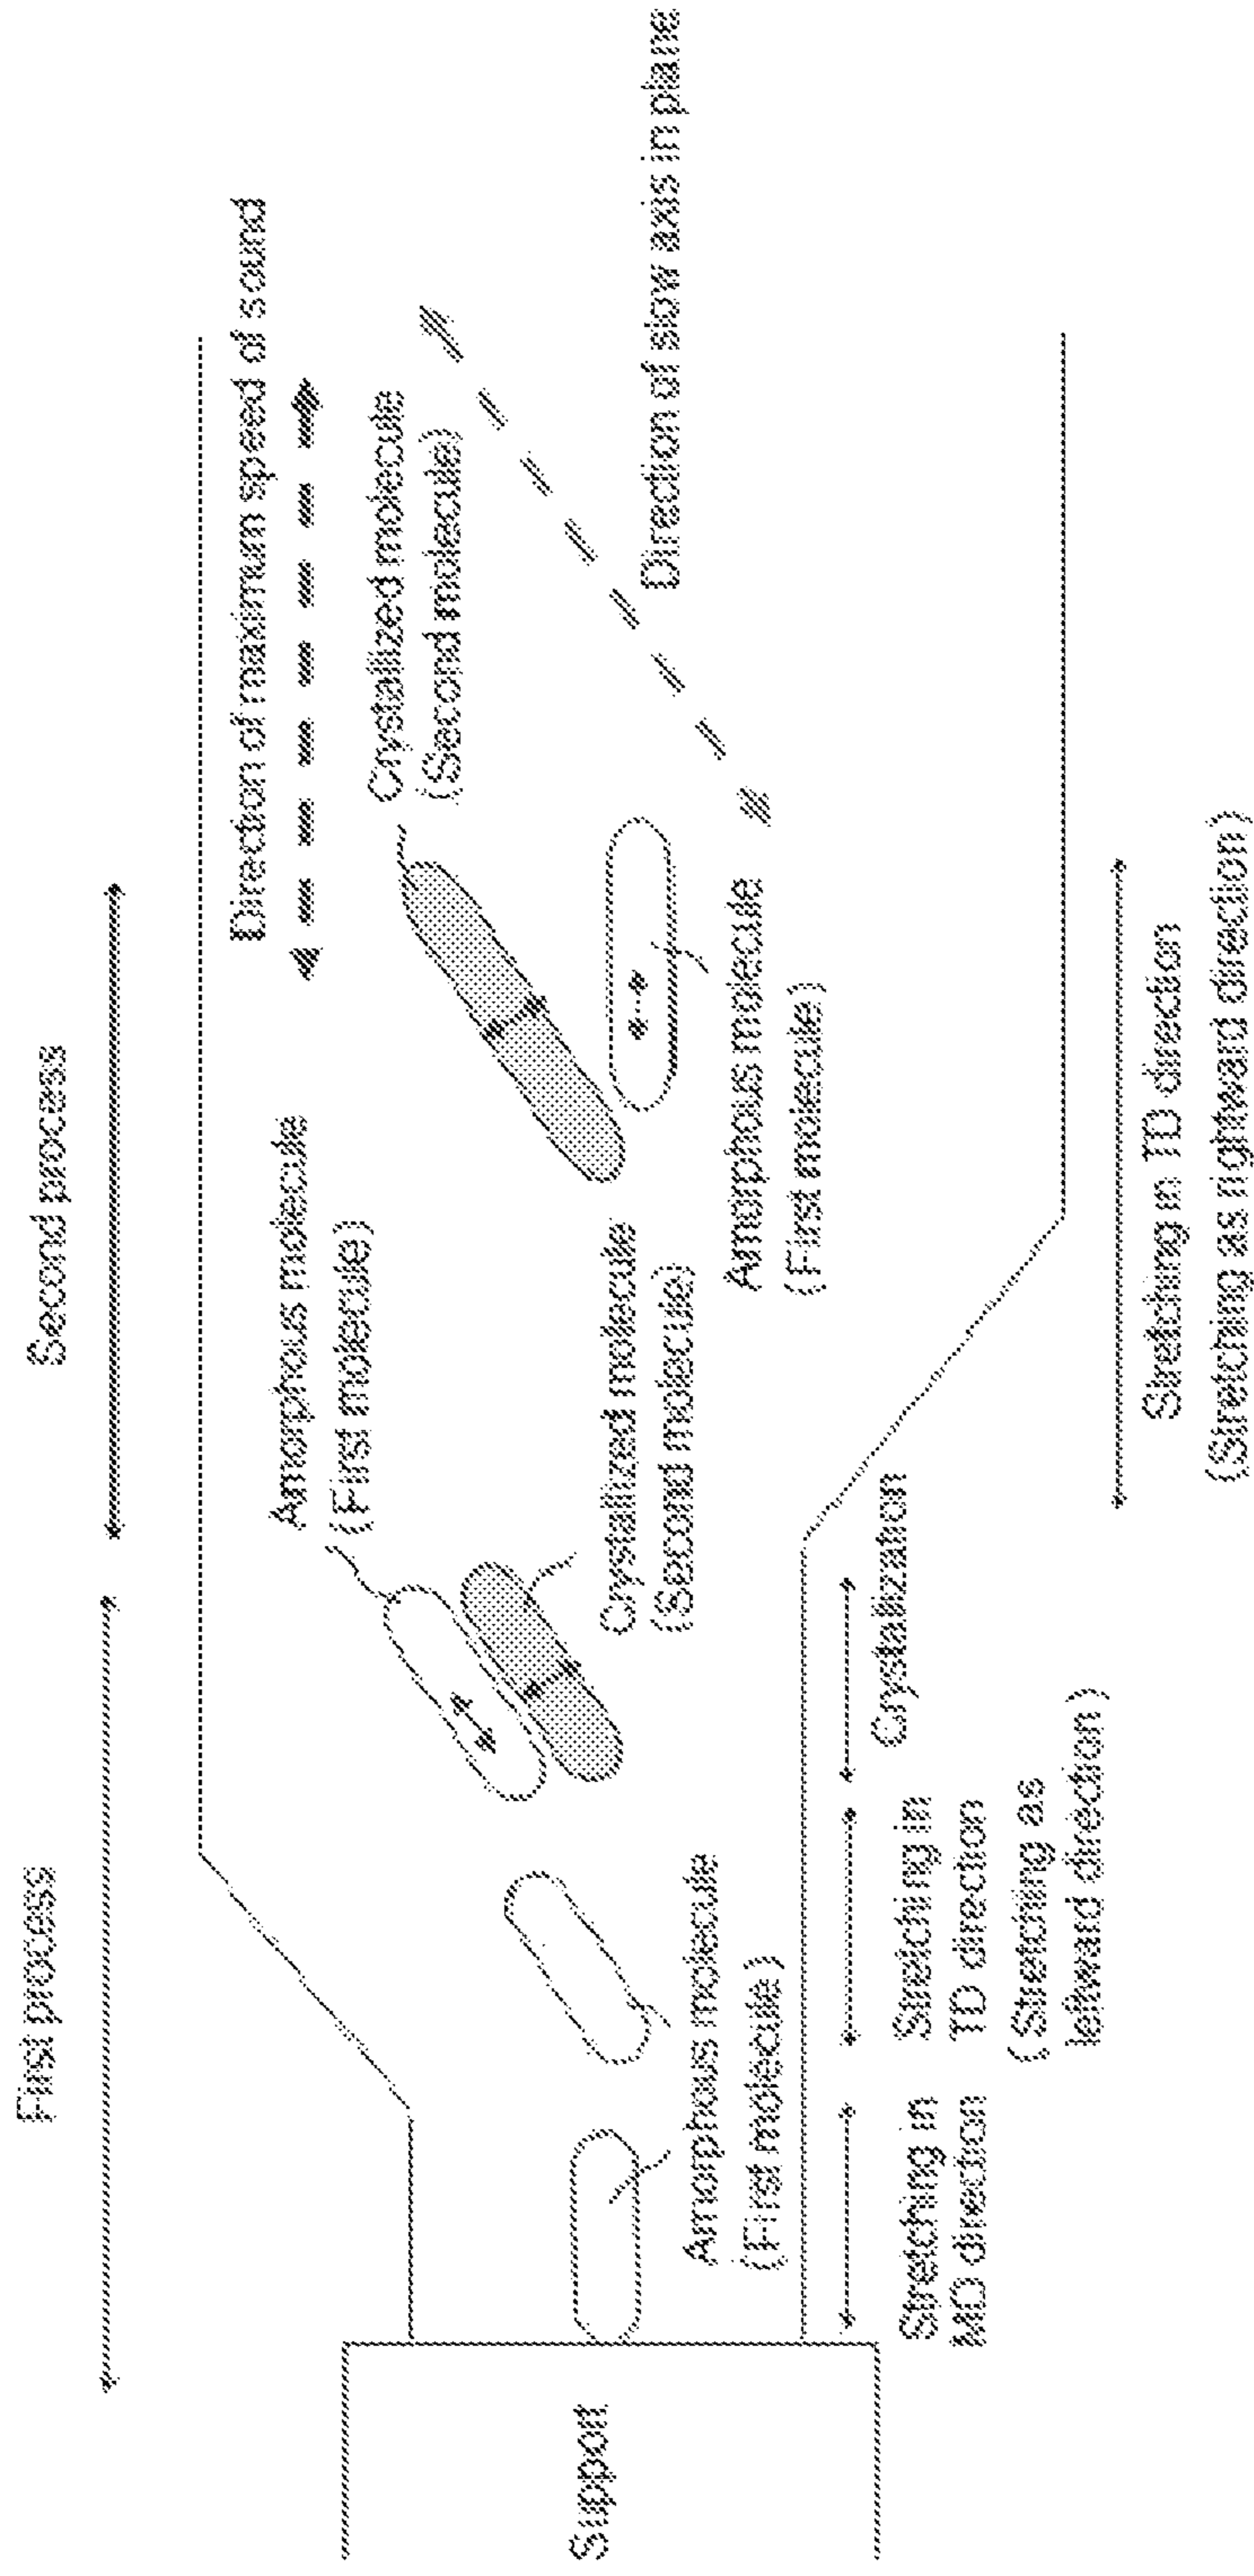 First process
Second process
Direction of maximum speed of sound
Amorphous molecule
(First molecule)
Crystallized molecule
(Second molecule)
Support
Amorphous molecule
(First molecule)
Crystallized molecule
(Second molecule)
Amorphous molecule
(First molecule)
Direction of slow axis in plane
Stretching in
MD direction
Stretching in
TD direction
(Stretching as
leftward direction)
Crystallization
Stretching in TD direction
(Stretching as rightward direction)